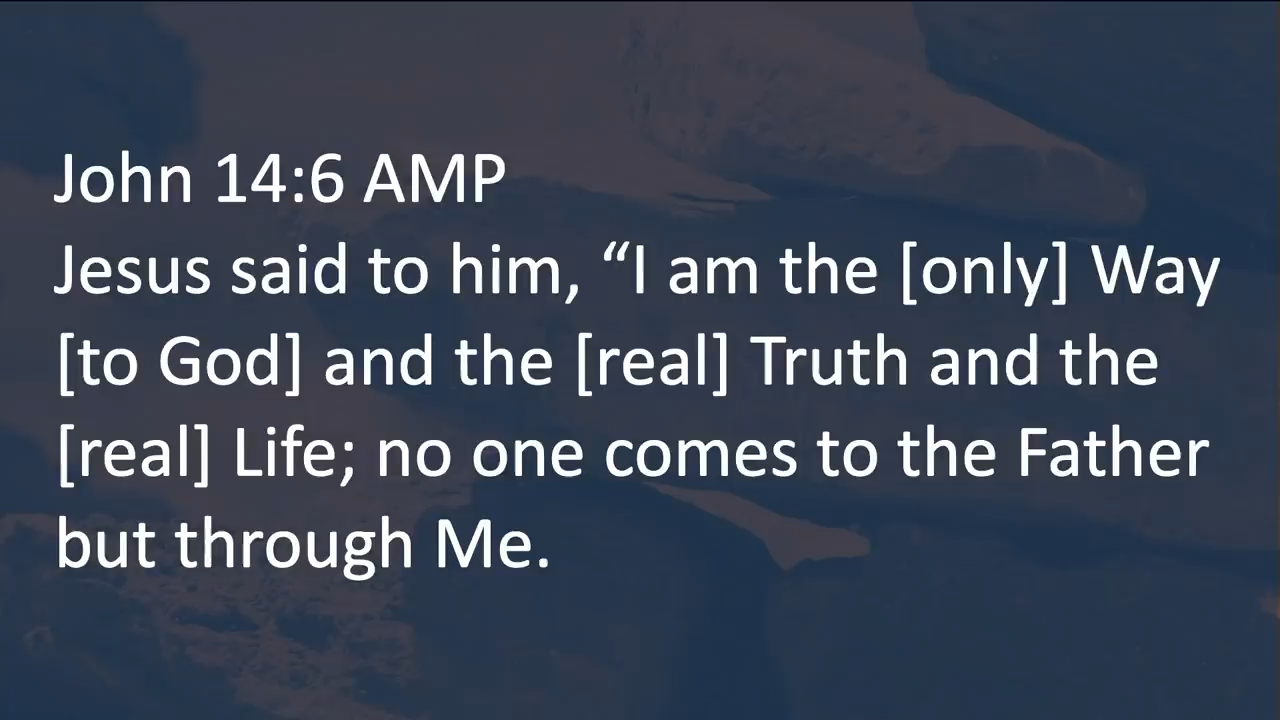 John 14:6 AMP
Jesus said to him, “I am the [only] Way
[to God] and the [real] Truth and the
[real] Life; no one comes to the Father
but through Me.